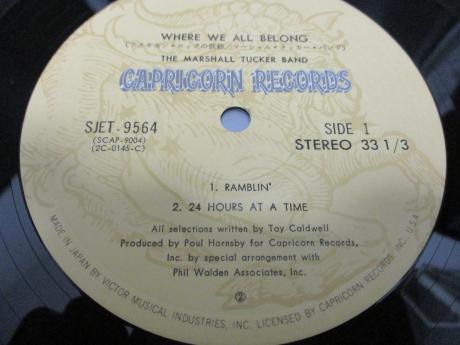 WHERE WE ALL BELONG
THE MARSHALL TUCKER BAND
CAPRICORN RECORDS
SJET-9564
(SCAP-9004)
(2C-0145-C)
SIDE 1
STEREO 33 1/3
1. RAMBLIN'
2. 24 HOURS AT A TIME
All selections written by Toy Caldwell
Produced by Paul Hornsby for Capricorn Records,
Inc. by special arrangement with
Phil Walden Associates, Inc.
②
MADE IN JAPAN BY VICTOR MUSICAL INDUSTRIES, INC. LICENSED BY CAPRICORN RECORDS INC. U.S.A.